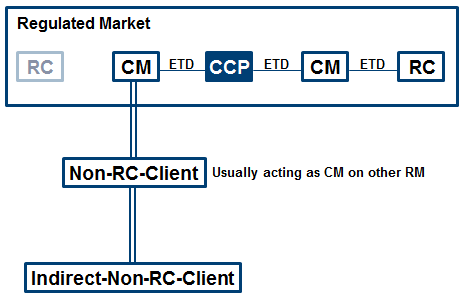 Regulated Market
RC CM ETD CCP ETD CM ETD RC
Non-RC-Client Usually acting as CM on other RM
Indirect-Non-RC-Client